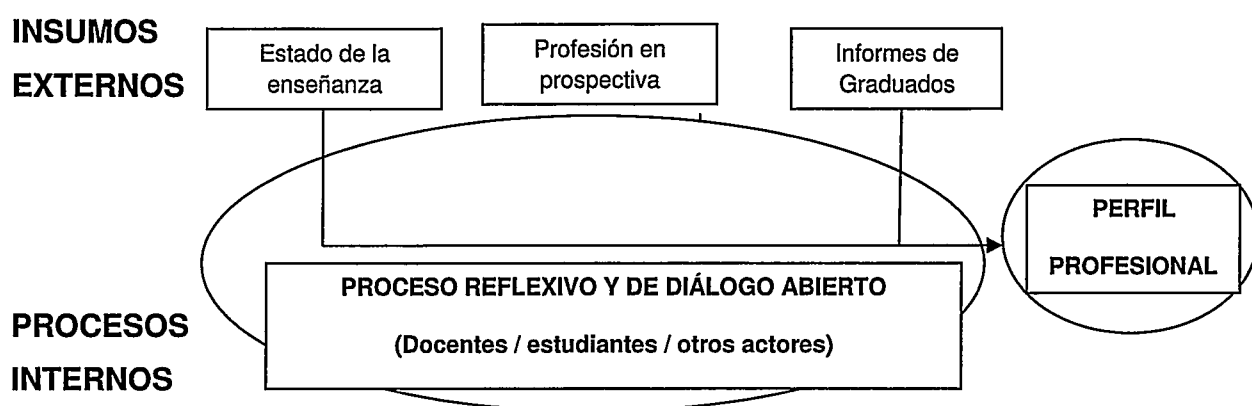 INSUMOS
EXTERNOS
Estado de la
enseñanza
Profesión en
prospectiva
Informes de
Graduados
PERFIL
PROFESIONAL
PROCESO REFLEXIVO Y DE DIÁLOGO ABIERTO
(Docentes / estudiantes / otros actores)
PROCESOS
INTERNOS